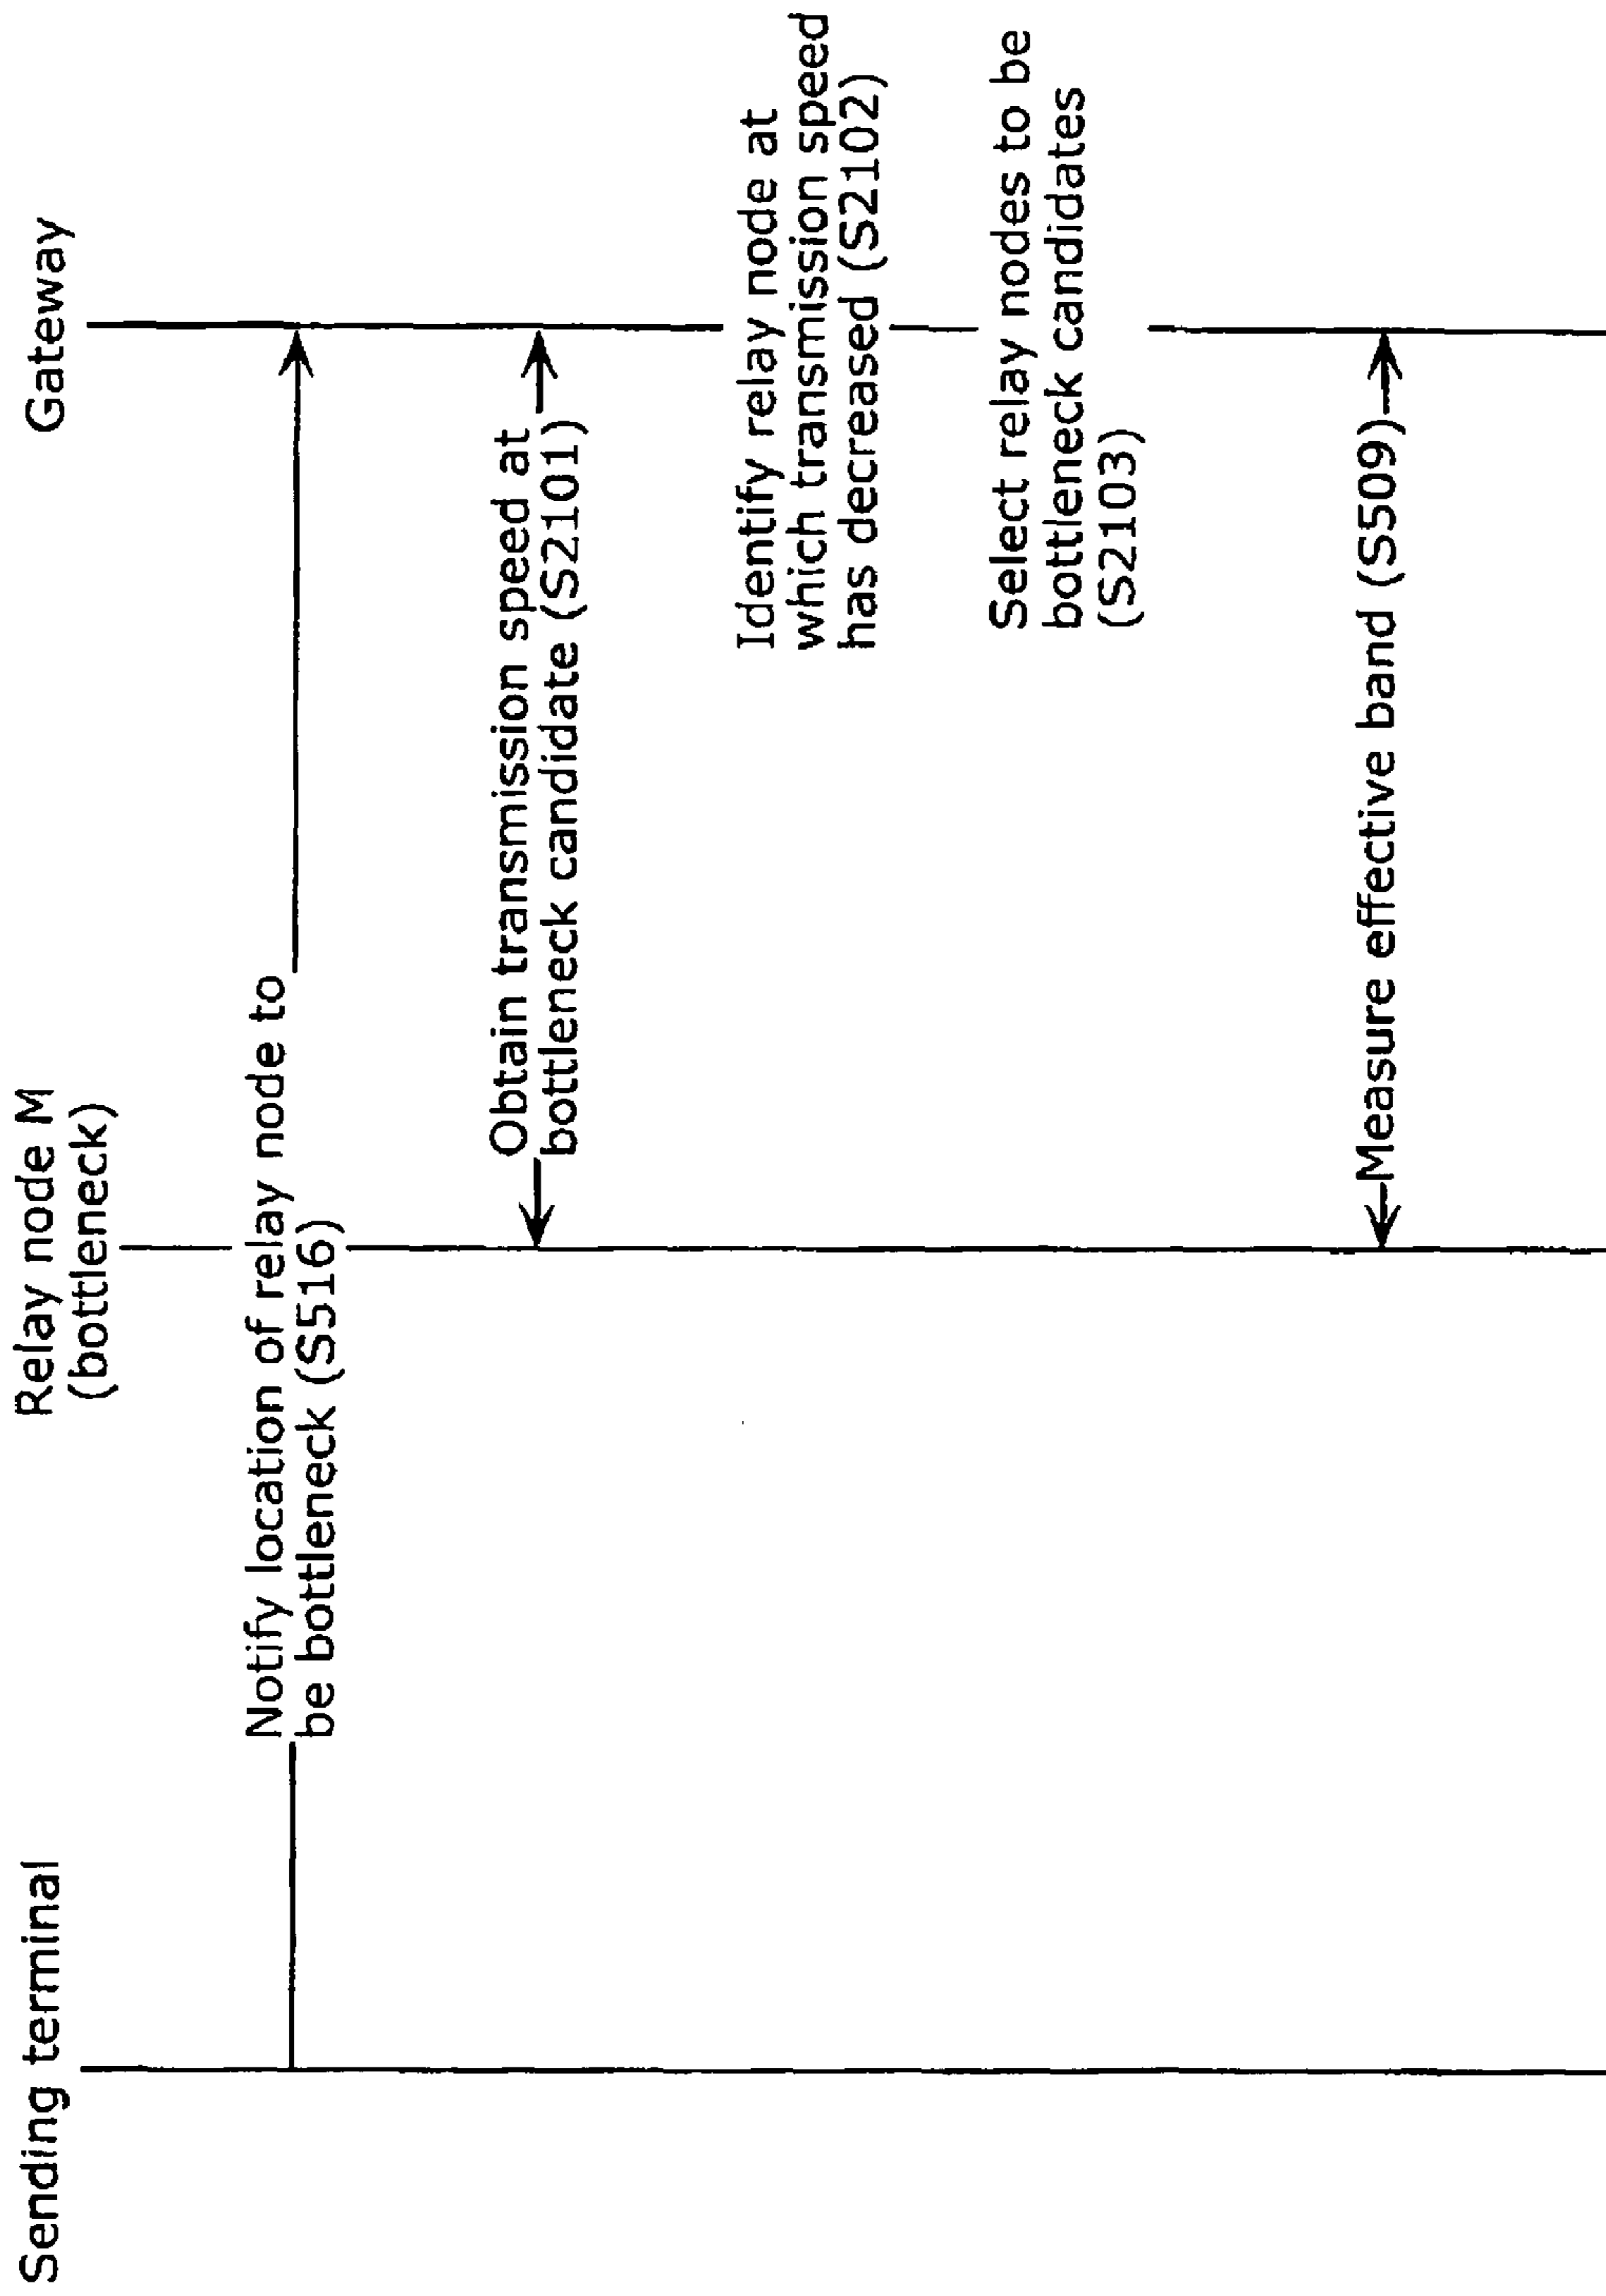 Sending terminal
Relay node M
(bottleneck)
Gateway
Notify location of relay node to
be bottleneck (S516)
Obtain transmission speed at
bottleneck candidate (S2101)
Identify relay node at
which transmission speed
has decreased (S2102)
Select relay nodes to be
bottleneck candidates
(S2103)
Measure effective band (S509)